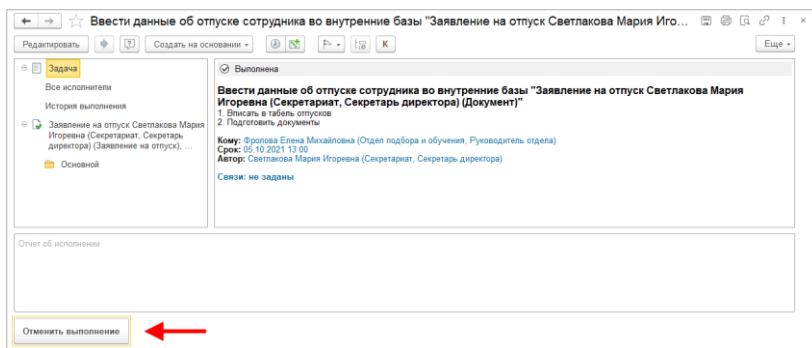 Ввести данные об отпуске сотрудника во внутренние базы "Заявление на отпуск Светлакова Мария Иго...
Редактировать Создать на основании К Еще
Задача
Все исполнители
История выполнения
Заявление на отпуск Светлакова Мария
Игоревна (Секретариат, Секретарь
директора) (Заявление на отпуск), ...
Основной
Выполнена
Ввести данные об отпуске сотрудника во внутренние базы "Заявление на отпуск Светлакова Мария
Игоревна (Секретариат, Секретарь директора) (Документ)"
1. Вписать в табель отпусков
2. Подготовить документы
Кому: Фролова Елена Михайловна (Отдел подбора и обучения, Руководитель отдела)
Срок: 05.10.2021 13:00
Автор: Светлакова Мария Игоревна (Секретариат, Секретарь директора)
Связи: не заданы
Отчет об исполнении
Отменить выполнение